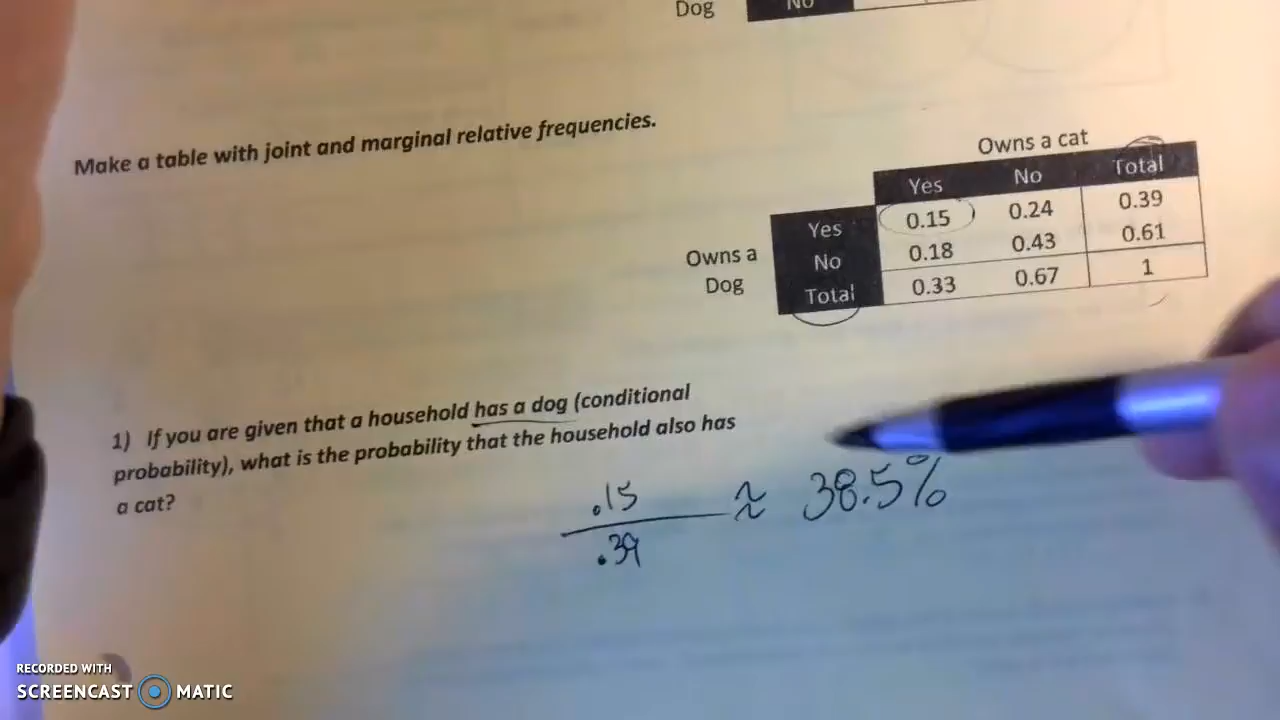 Dog No
Make a table with joint and marginal relative frequencies.
Owns a cat
Yes No Total
Yes 0.15 0.24 0.39
Owns a No 0.18 0.43 0.61
Dog Total 0.33 0.67 1
1) If you are given that a household has a dog (conditional
probability), what is the probability that the household also has
a cat?
.15
.39
≈ 38.5%
RECORDED WITH
SCREENCAST MATIC